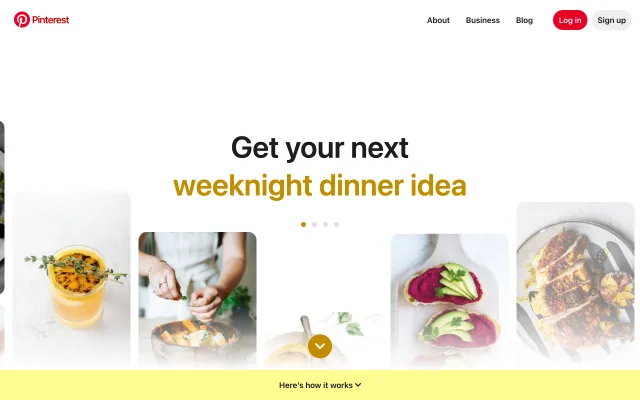 Pinterest
About
Business
Blog
Log in
Sign up
Get your next
weeknight dinner idea
Here's how it works